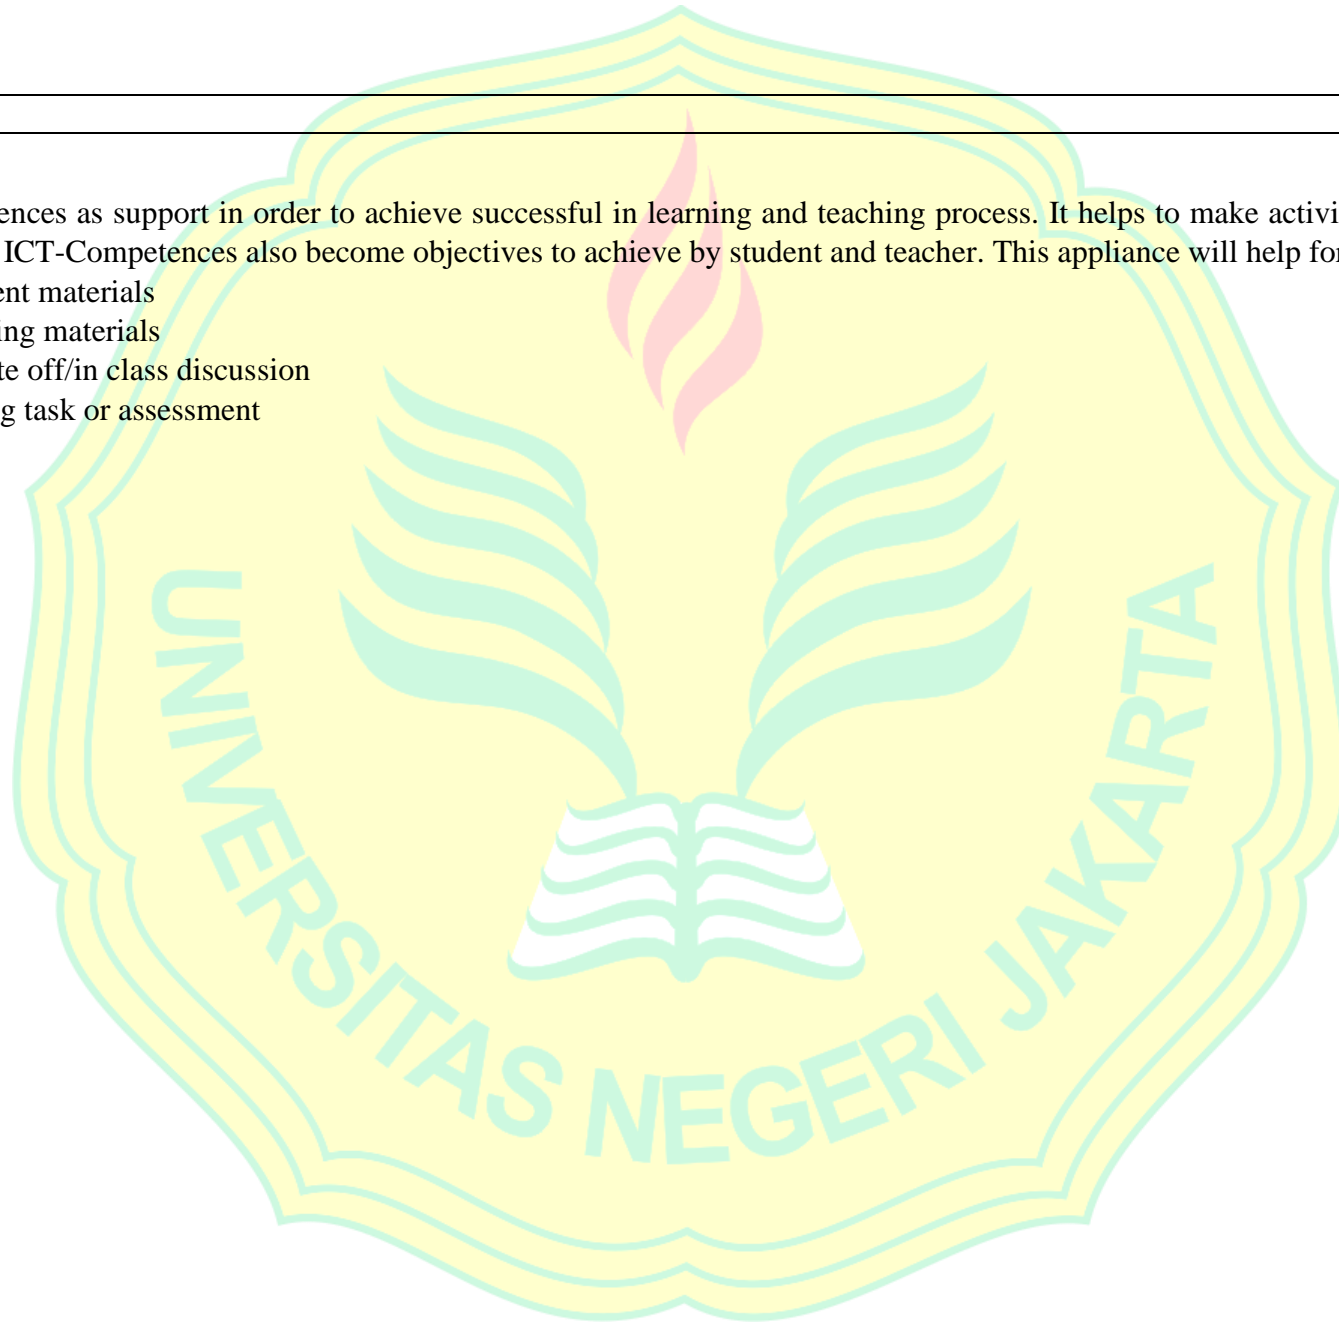 ences as support in order to achieve successful in learning and teaching process. It helps to make activi
ICT-Competences also become objectives to achieve by student and teacher. This appliance will help for
ent materials
ing materials
te off/in class discussion
g task or assessment
UNIVERSITAS NEGERI JAKARTA